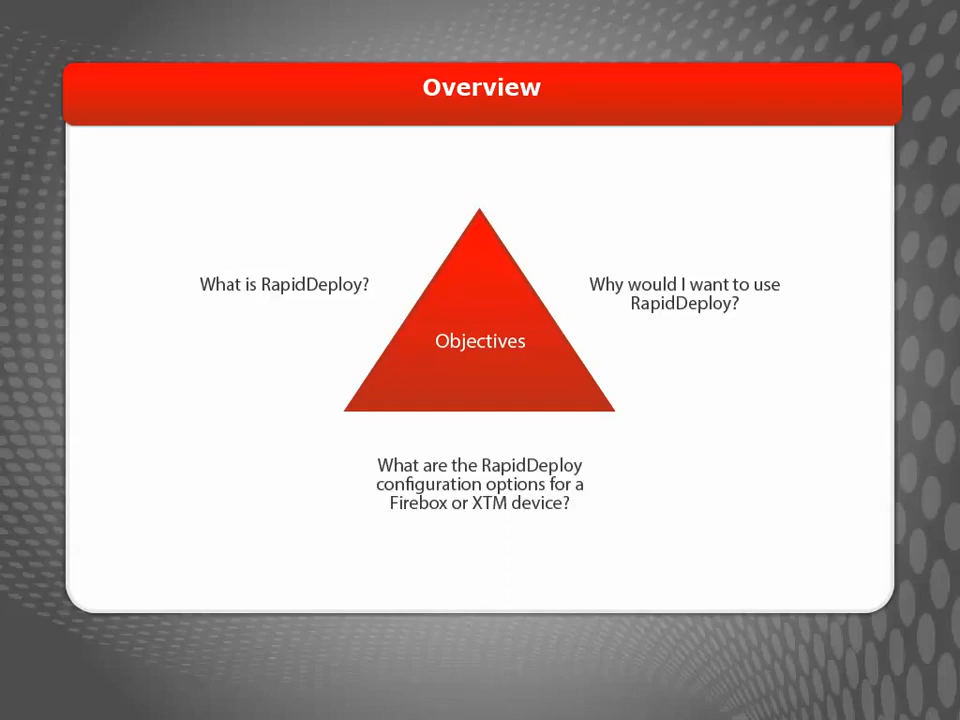 Overview
What is RapidDeploy?
Why would I want to use
RapidDeploy?
Objectives
What are the RapidDeploy
configuration options for a
Firebox or XTM device?